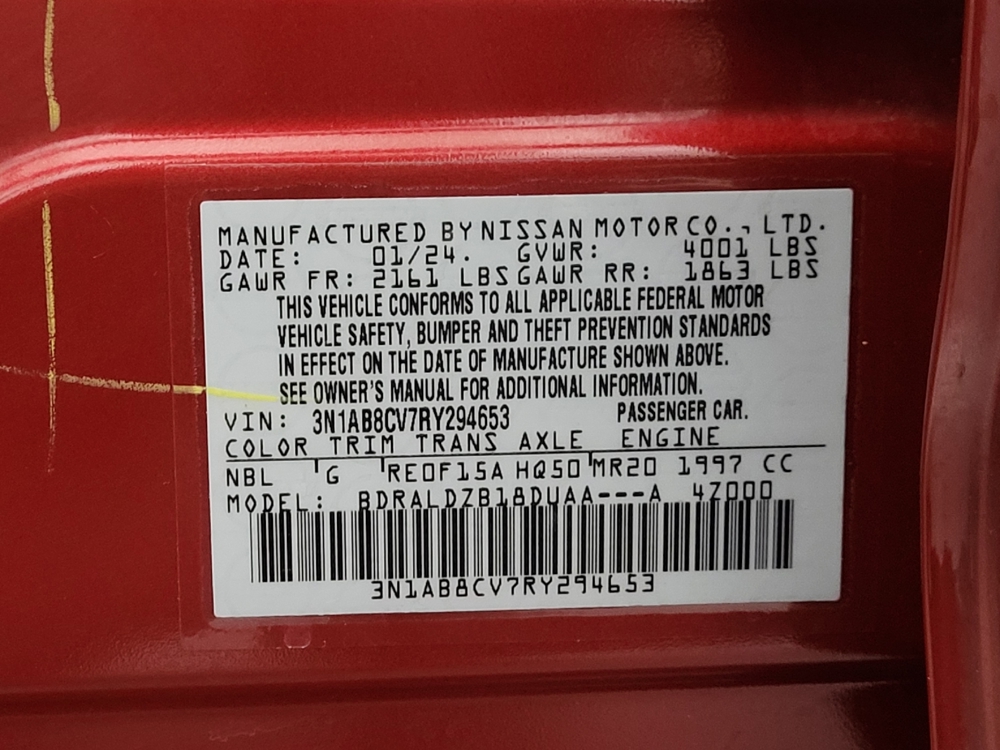 MANUFACTURED BY NISSAN MOTOR CO., LTD.
DATE: 01/24. GVWR: 4001 LBS
GAWR FR: 2161 LBS GAWR RR: 1863 LBS
THIS VEHICLE CONFORMS TO ALL APPLICABLE FEDERAL MOTOR
VEHICLE SAFETY, BUMPER AND THEFT PREVENTION STANDARDS
IN EFFECT ON THE DATE OF MANUFACTURE SHOWN ABOVE.
SEE OWNER'S MANUAL FOR ADDITIONAL INFORMATION.
VIN: 3N1AB8CV7RY294653 PASSENGER CAR.
COLOR TRIM TRANS AXLE ENGINE
NBL G RE0F15A HQ50 MR20 1997 CC
MODEL: BDRALDZB18DUAA---A 4Z000
3N1AB8CV7RY294653